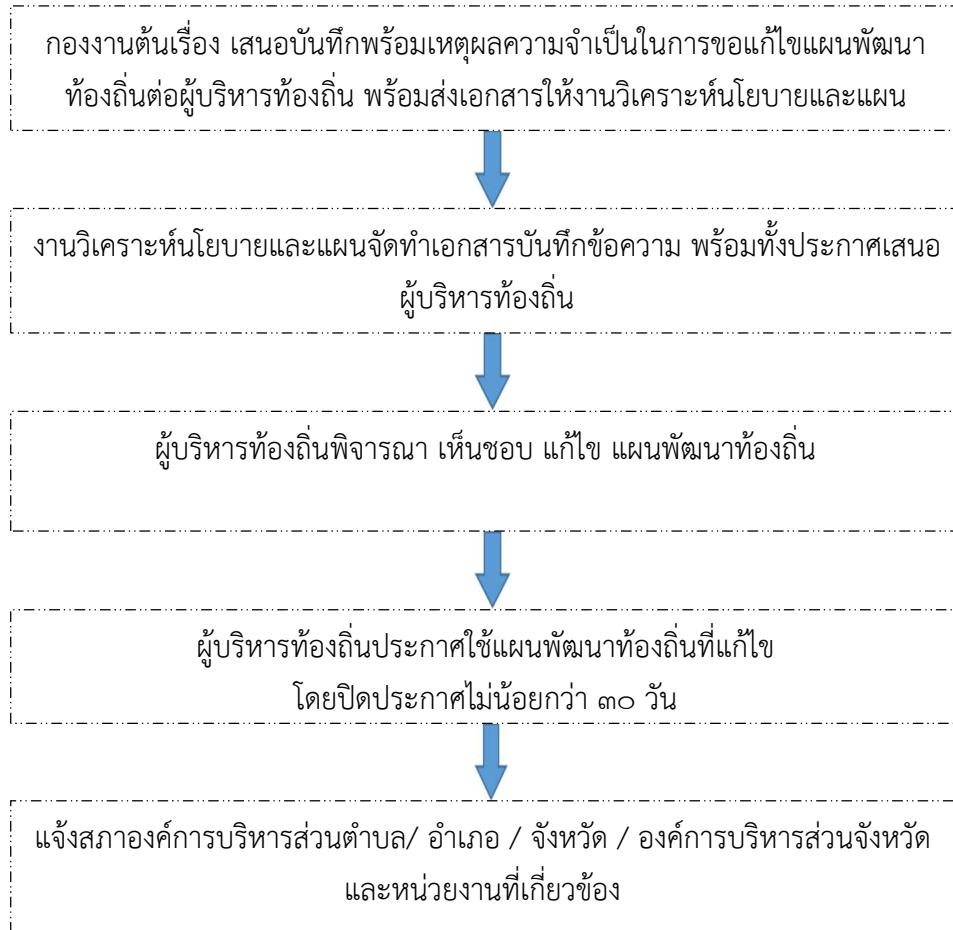 กองงานต้นเรื่อง เสนอบันทึกพร้อมเหตุผลความจำเป็นในการขอแก้ไขแผนพัฒนา
ท้องถิ่นต่อผู้บริหารท้องถิ่น พร้อมส่งเอกสารให้งานวิเคราะห์นโยบายและแผน
งานวิเคราะห์นโยบายและแผนจัดทำเอกสารบันทึกข้อความ พร้อมทั้งประกาศเสนอ
ผู้บริหารท้องถิ่น
ผู้บริหารท้องถิ่นพิจารณา เห็นชอบ แก้ไข แผนพัฒนาท้องถิ่น
ผู้บริหารท้องถิ่นประกาศใช้แผนพัฒนาท้องถิ่นที่แก้ไข
โดยปิดประกาศไม่น้อยกว่า ๓๐ วัน
แจ้งสภาองค์การบริหารส่วนตำบล/ อำเภอ / จังหวัด / องค์การบริหารส่วนจังหวัด
และหน่วยงานที่เกี่ยวข้อง